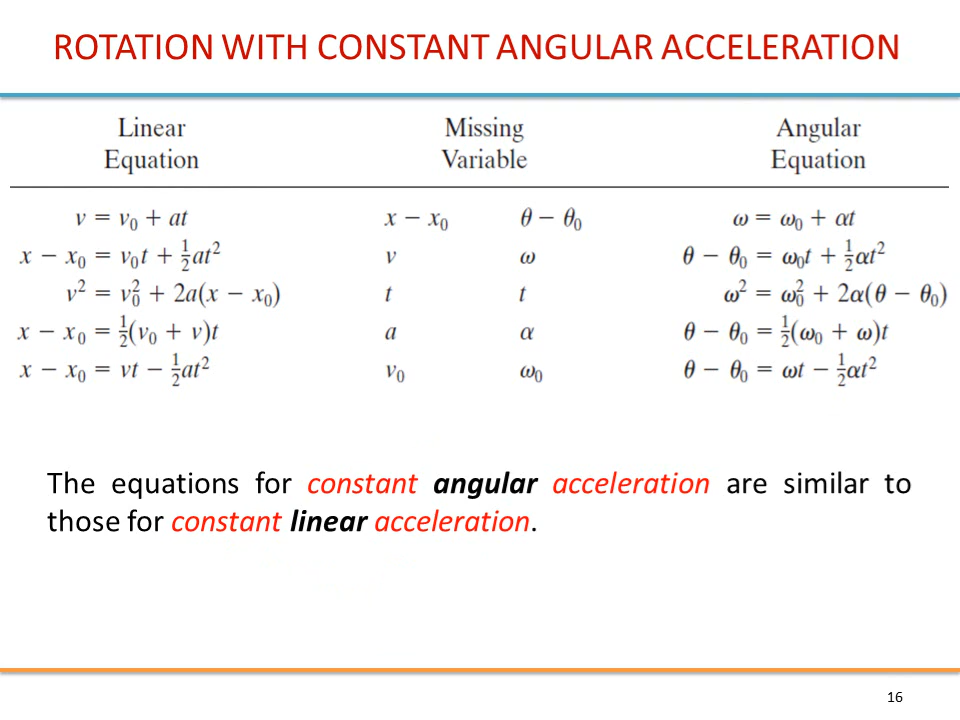 ROTATION WITH CONSTANT ANGULAR ACCELERATION
Linear Equation Missing Variable Angular Equation
v = v₀ + at x − x₀ θ − θ₀ ω = ω₀ + αt
x − x₀ = v₀t + ½at² v ω θ − θ₀ = ω₀t + ½αt²
v² = v₀² + 2a(x − x₀) t t ω² = ω₀² + 2α(θ − θ₀)
x − x₀ = ½(v₀ + v)t a α θ − θ₀ = ½(ω₀ + ω)t
x − x₀ = vt − ½at² v₀ ω₀ θ − θ₀ = ωt − ½αt²
The equations for constant angular acceleration are similar to
those for constant linear acceleration.
16